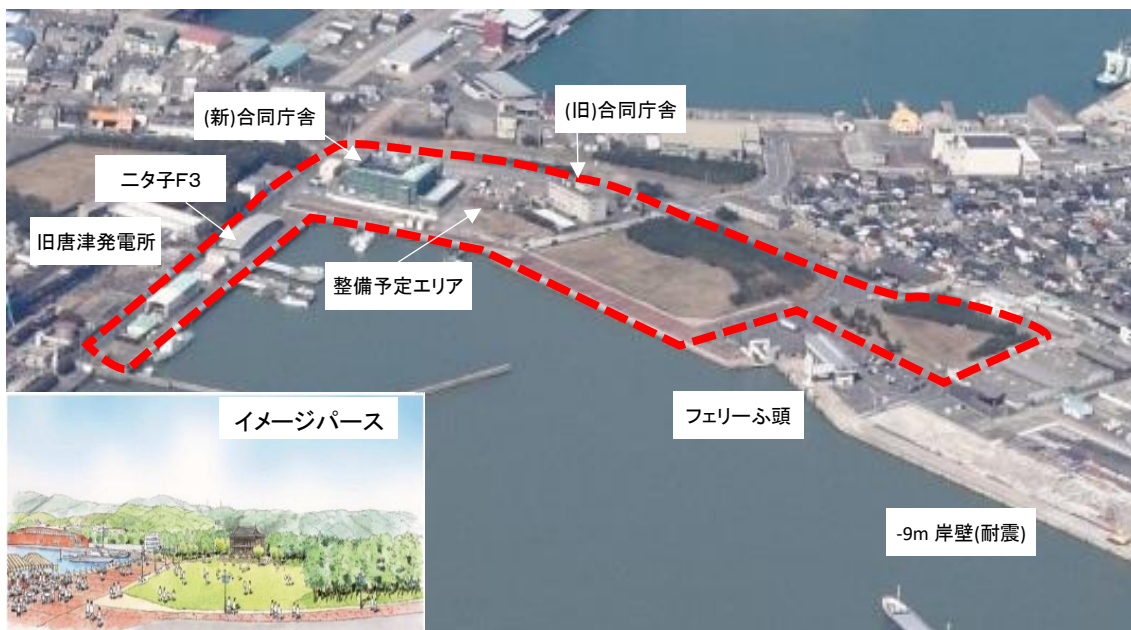 (新)合同庁舎
(旧)合同庁舎
二タ子F3
旧唐津発電所
整備予定エリア
イメージパース
フェリーふ頭
-9m 岸壁(耐震)